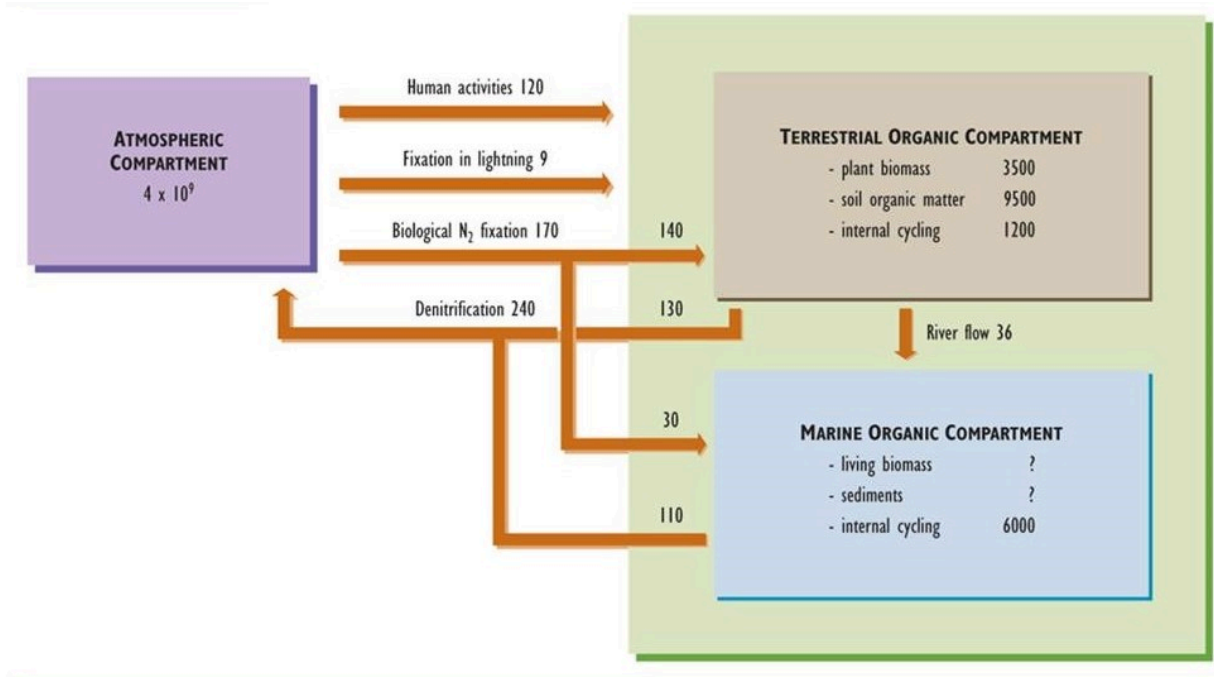 ATMOSPHERIC
COMPARTMENT
4 x 10⁹
Human activities 120
Fixation in lightning 9
Biological N₂ fixation 170
140
Denitrification 240
130
30
110
TERRESTRIAL ORGANIC COMPARTMENT
- plant biomass 3500
- soil organic matter 9500
- internal cycling 1200
River flow 36
MARINE ORGANIC COMPARTMENT
- living biomass ?
- sediments ?
- internal cycling 6000